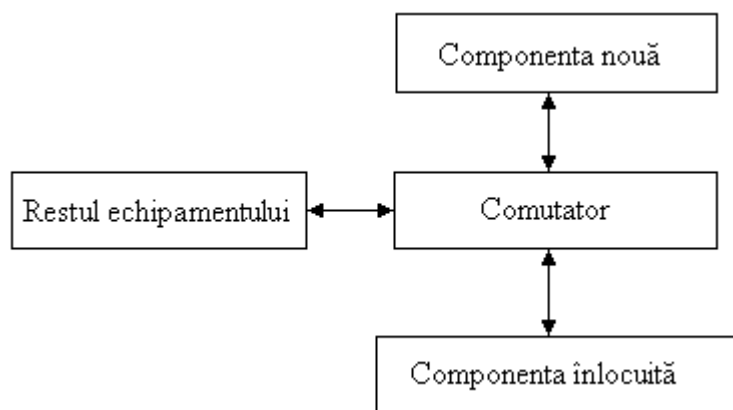 Componenta nouă
Restul echipamentului
Comutator
Componenta înlocuită